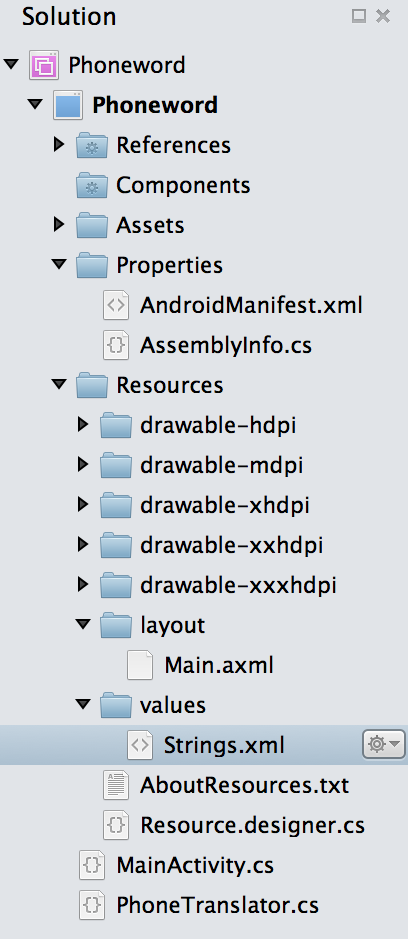 Solution
Phoneword
Phoneword
References
Components
Assets
Properties
AndroidManifest.xml
AssemblyInfo.cs
Resources
drawable-hdpi
drawable-mdpi
drawable-xhdpi
drawable-xxhdpi
drawable-xxxhdpi
layout
Main.axml
values
Strings.xml
AboutResources.txt
Resource.designer.cs
MainActivity.cs
PhoneTranslator.cs